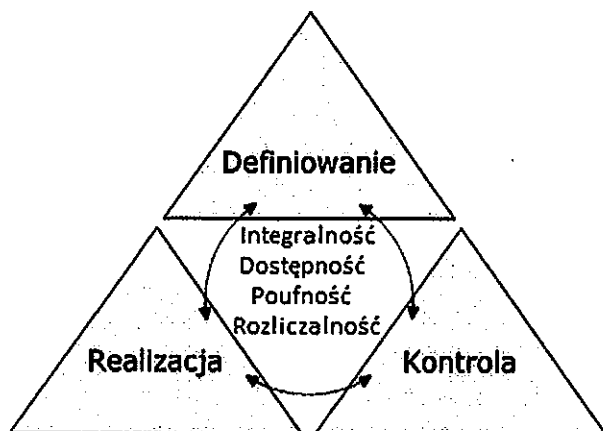 Definiowanie
Integralność
Dostępność
Poufność
Rozliczalność
Realizacja
Kontrola